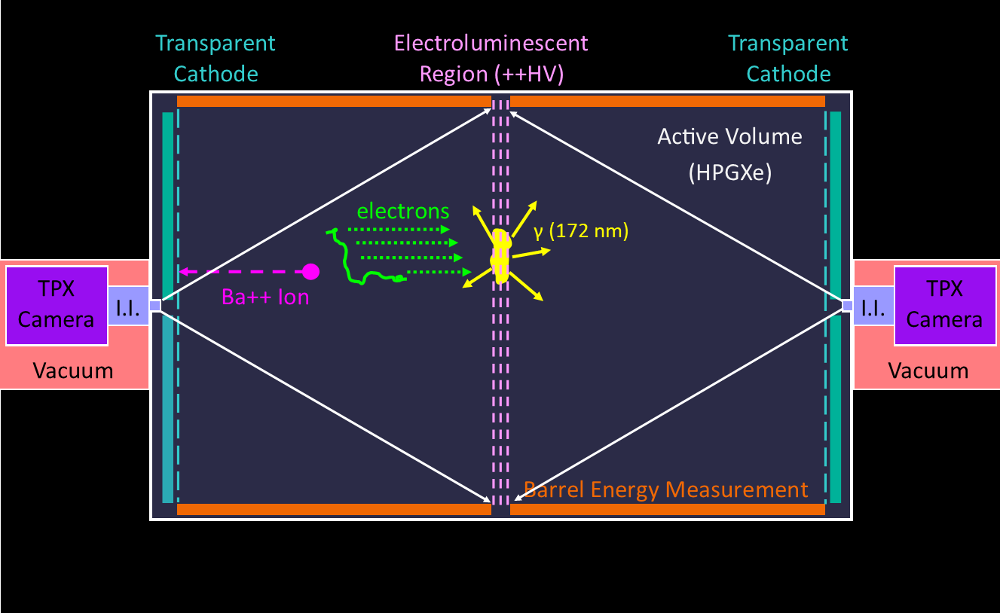 Transparent
Cathode
Electroluminescent
Region (++HV)
Transparent
Cathode
Active Volume
(HPGXe)
electrons
γ (172 nm)
Ba++ Ion
TPX
Camera
I.I.
Vacuum
I.I.
TPX
Camera
Vacuum
Barrel Energy Measurement